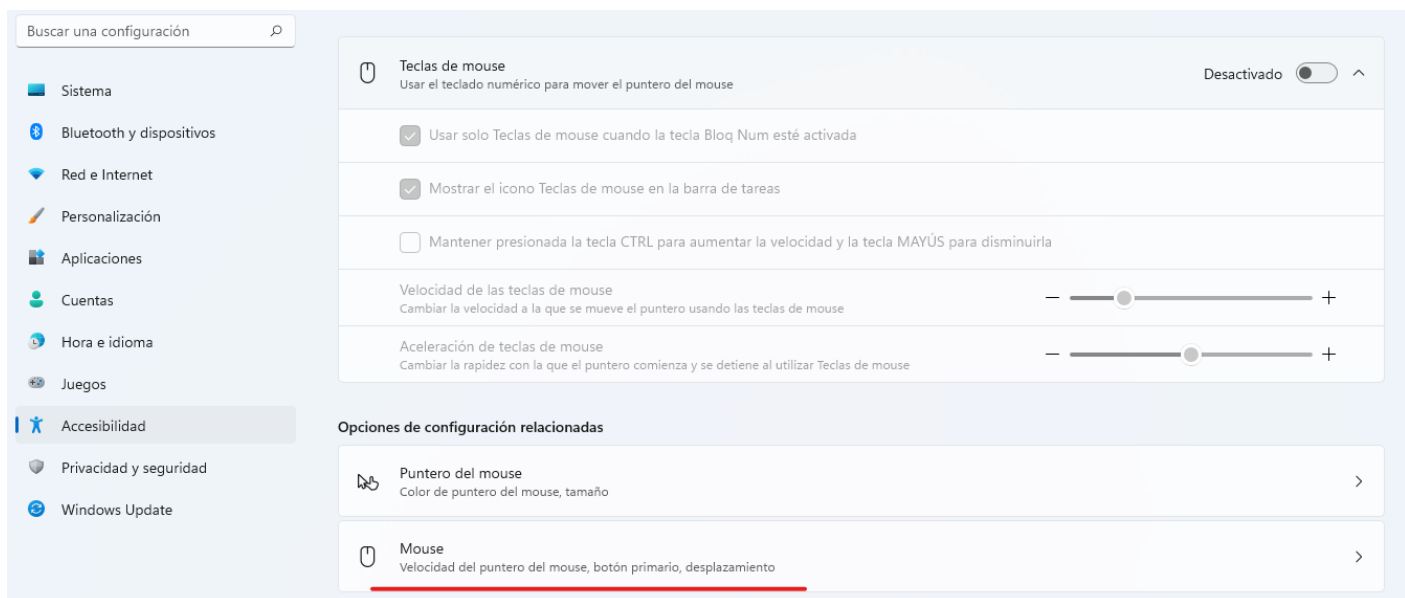 Buscar una configuración
Sistema
Bluetooth y dispositivos
Red e Internet
Personalización
Aplicaciones
Cuentas
Hora e idioma
Juegos
Accesibilidad
Privacidad y seguridad
Windows Update
Teclas de mouse
Usar el teclado numérico para mover el puntero del mouse
Desactivado
Usar solo Teclas de mouse cuando la tecla Bloq Num esté activada
Mostrar el icono Teclas de mouse en la barra de tareas
Mantener presionada la tecla CTRL para aumentar la velocidad y la tecla MAYÚS para disminuirla
Velocidad de las teclas de mouse
Cambiar la velocidad a la que se mueve el puntero usando las teclas de mouse
Aceleración de teclas de mouse
Cambiar la rapidez con la que el puntero comienza y se detiene al utilizar Teclas de mouse
Opciones de configuración relacionadas
Puntero del mouse
Color de puntero del mouse, tamaño
Mouse
Velocidad del puntero del mouse, botón primario, desplazamiento